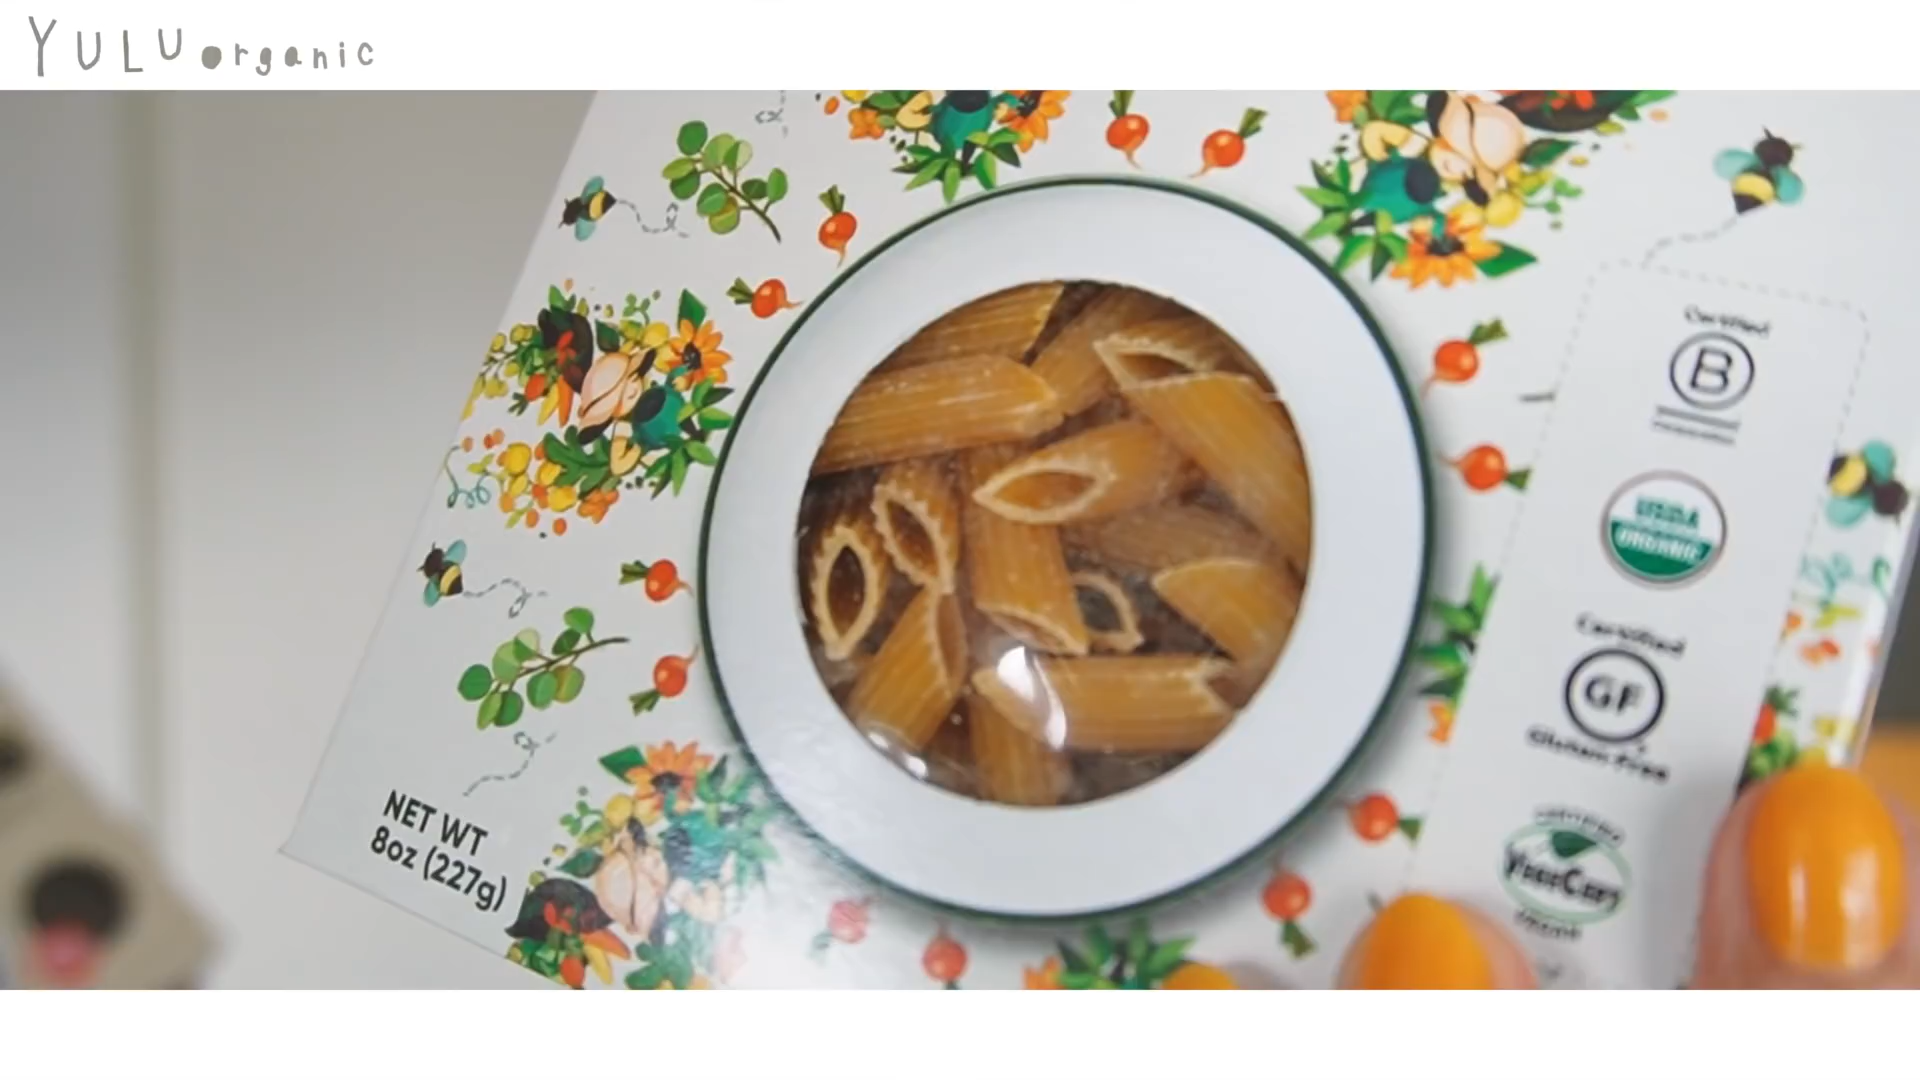 YULU organic
Certified
B
USDA
ORGANIC
Certified
GF
Gluten-Free
NET WT
8oz (227g)